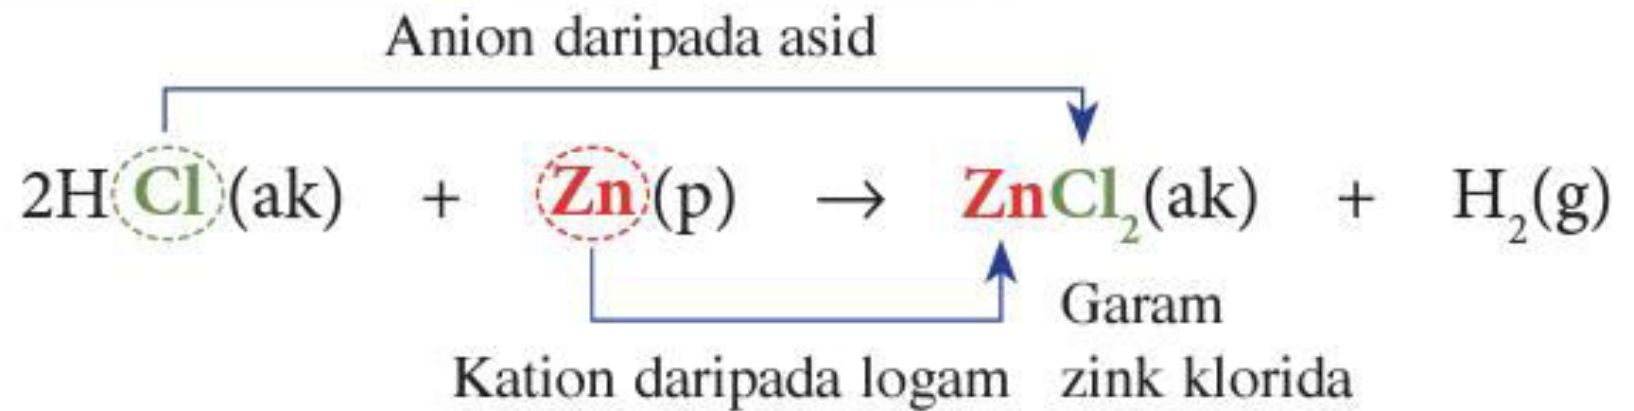 Anion daripada asid
2HCl(ak) + Zn(p) → ZnCl₂(ak) + H₂(g)
Garam
Kation daripada logam zink klorida